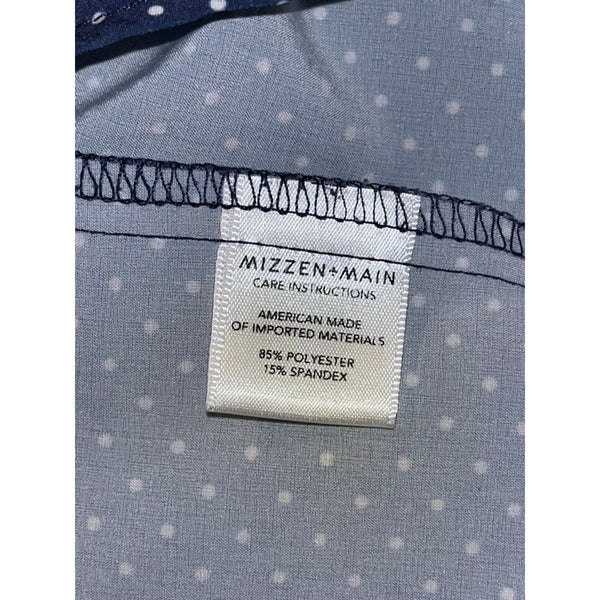 MIZZEN+MAIN
CARE INSTRUCTIONS
AMERICAN MADE
OF IMPORTED MATERIALS
85% POLYESTER
15% SPANDEX